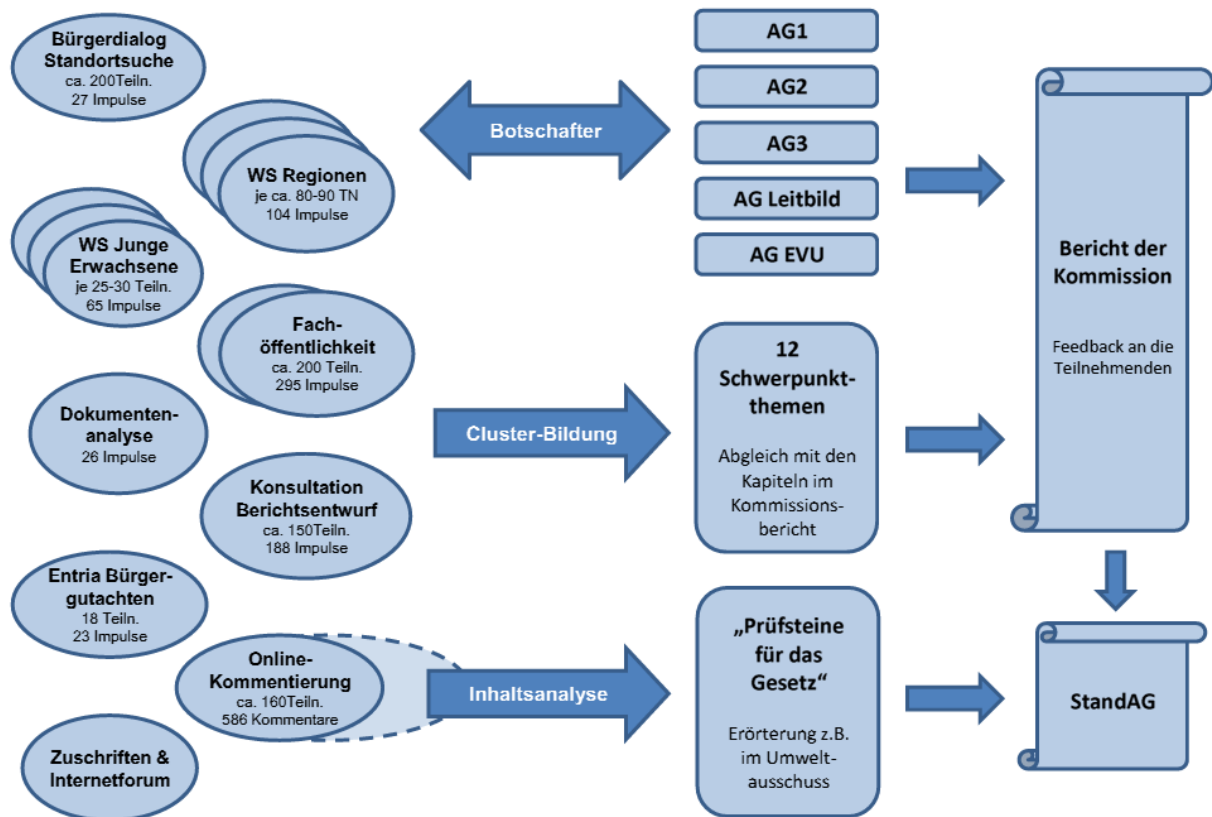 Bürgerdialog
Standortsuche
ca. 200Teiln.
27 Impulse
WS Regionen
je ca. 80-90 TN
104 Impulse
WS Junge
Erwachsene
je 25-30 Teiln.
65 Impulse
Fach-
öffentlichkeit
ca. 200 Teiln.
295 Impulse
Dokumenten-
analyse
26 Impulse
Konsultation
Berichtsentwurf
ca. 150Teiln.
188 Impulse
Entria Bürger-
gutachten
18 Teiln.
23 Impulse
Online-
Kommentierung
ca. 160Teiln.
586 Kommentare
Zuschriften &
Internetforum
Botschafter
Cluster-Bildung
Inhaltsanalyse
AG1
AG2
AG3
AG Leitbild
AG EVU
12
Schwerpunkt-
themen
Abgleich mit den
Kapiteln im
Kommissions-
bericht
„Prüfsteine
für das
Gesetz“
Erörterung z.B.
im Umwelt-
ausschuss
Bericht der
Kommission
Feedback an die
Teilnehmenden
StandAG